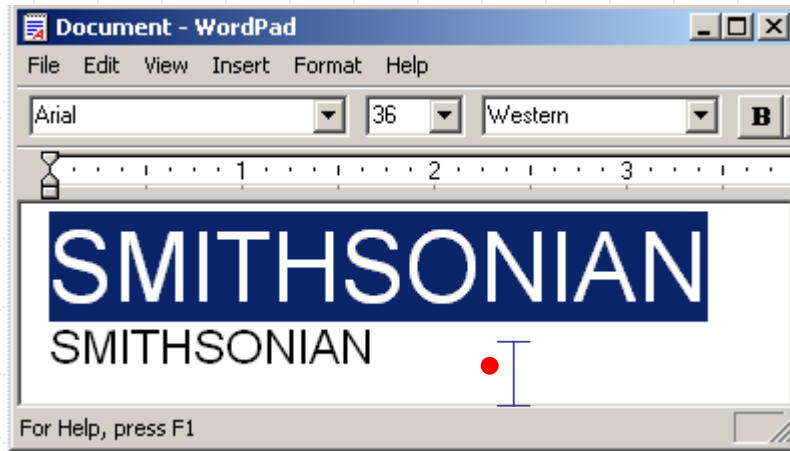 Document - WordPad
File Edit View Insert Format Help
Arial 36 Western B
1 2 3
SMITHSONIAN
SMITHSONIAN
For Help, press F1